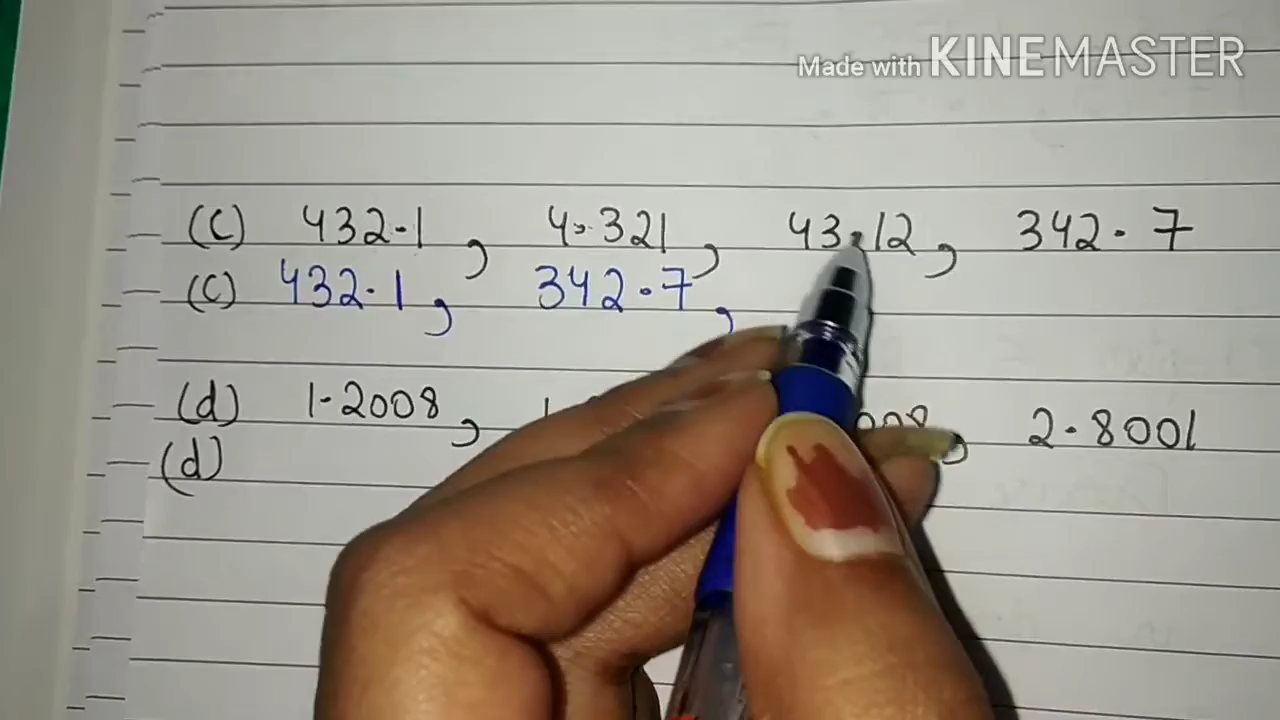 Made with KINEMASTER
(C) 432.1, 4.321, 43.12, 342.7
(C) 432.1, 342.7,
(d) 1.2008, 2.8001
(d)